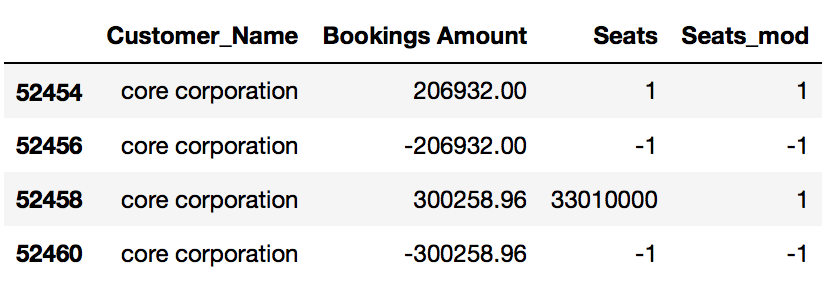 Customer_Name Bookings Amount Seats Seats_mod
52454 core corporation 206932.00 1 1
52456 core corporation -206932.00 -1 -1
52458 core corporation 300258.96 33010000 1
52460 core corporation -300258.96 -1 -1